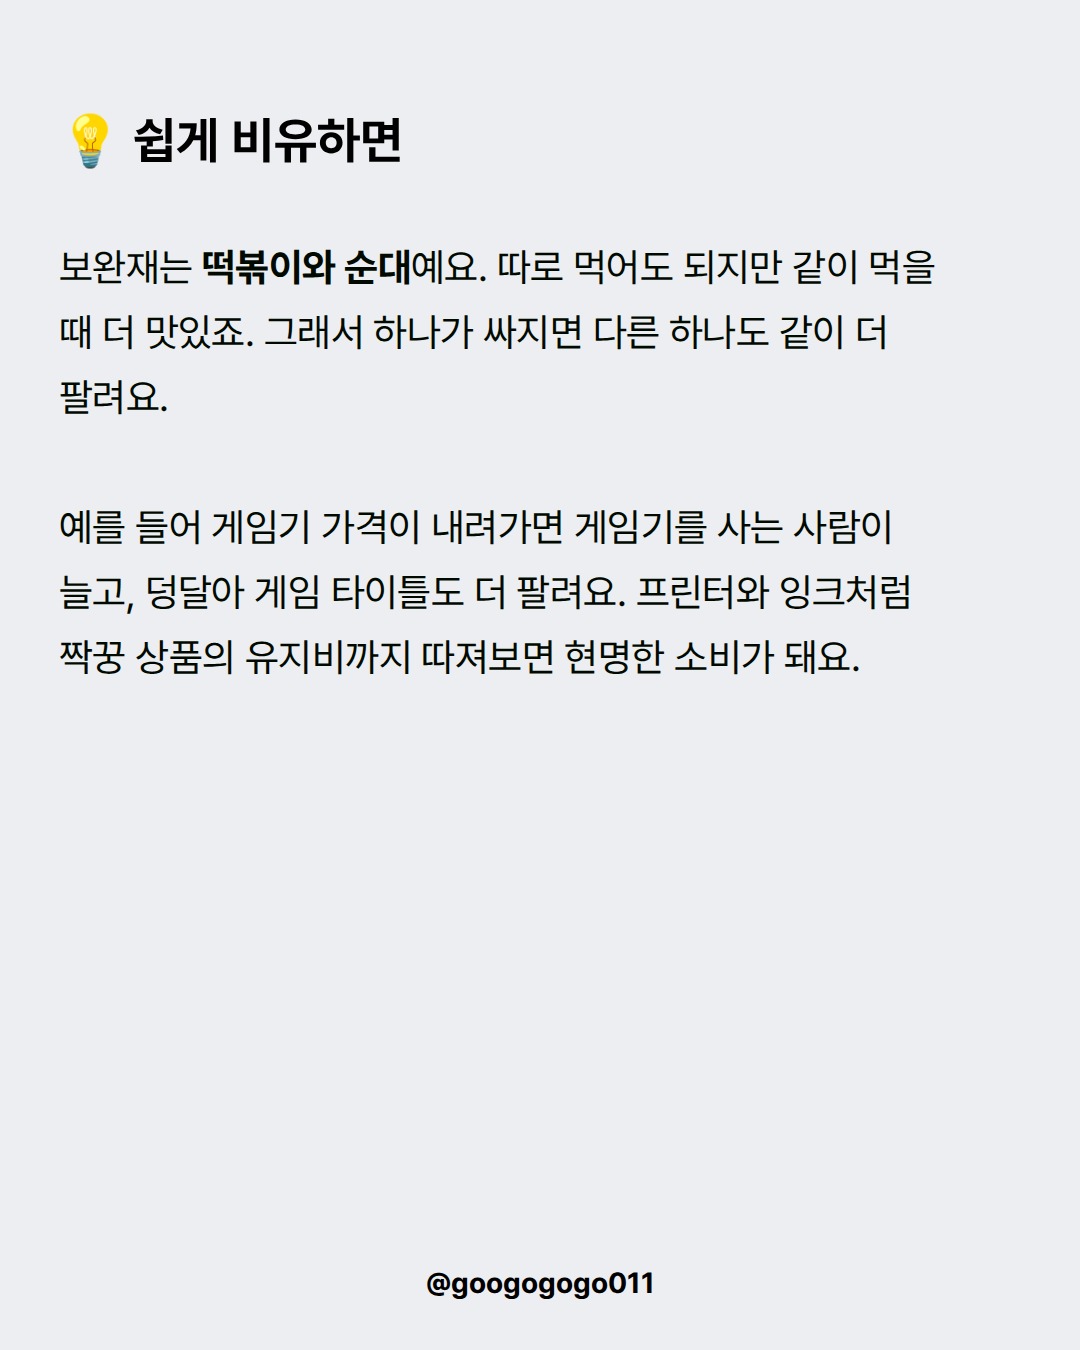 💡 쉽게 비유하면
보완재는 떡볶이와 순대예요. 따로 먹어도 되지만 같이 먹을
때 더 맛있죠. 그래서 하나가 싸지면 다른 하나도 같이 더
팔려요.
예를 들어 게임기 가격이 내려가면 게임기를 사는 사람이
늘고, 덩달아 게임 타이틀도 더 팔려요. 프린터와 잉크처럼
짝꿍 상품의 유지비까지 따져보면 현명한 소비가 돼요.
@googogogo011